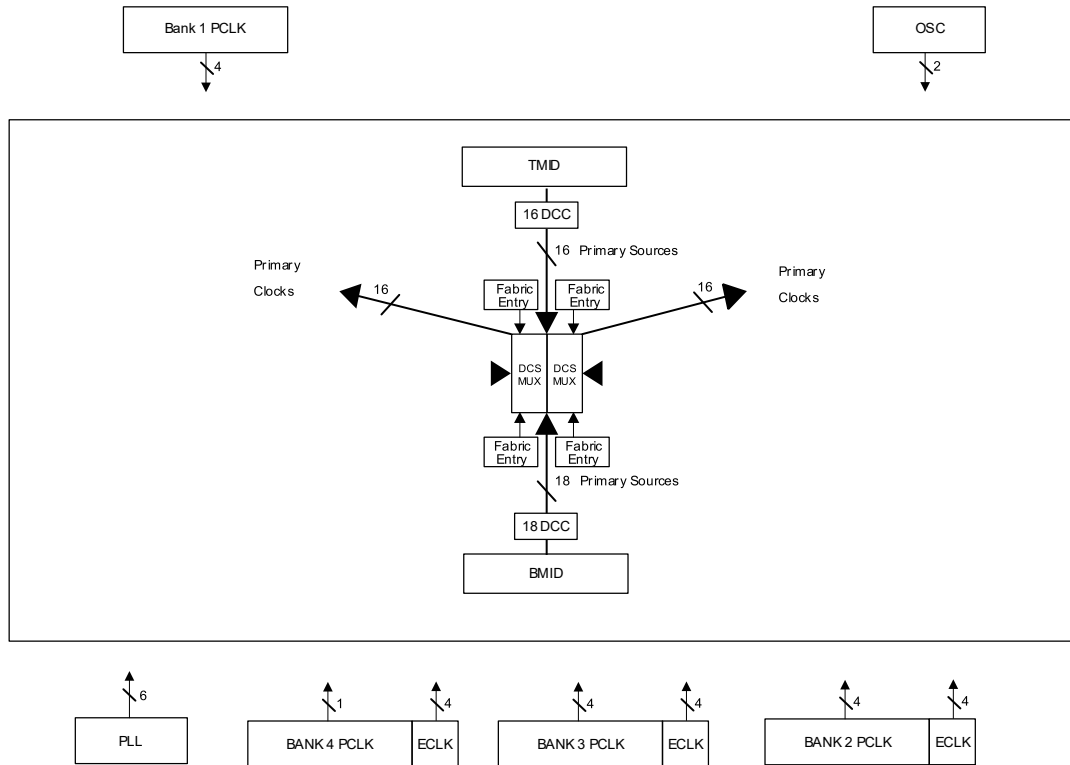 Bank 1 PCLK
OSC
4
2
TMID
16 DCC
16 Primary Sources
Primary
Clocks
16
Primary
Clocks
16
Fabric
Entry
Fabric
Entry
DCS
MUX
DCS
MUX
Fabric
Entry
Fabric
Entry
18 Primary Sources
18 DCC
BMID
6
1
4
4
4
4
4
PLL
BANK 4 PCLK
ECLK
BANK 3 PCLK
ECLK
BANK 2 PCLK
ECLK